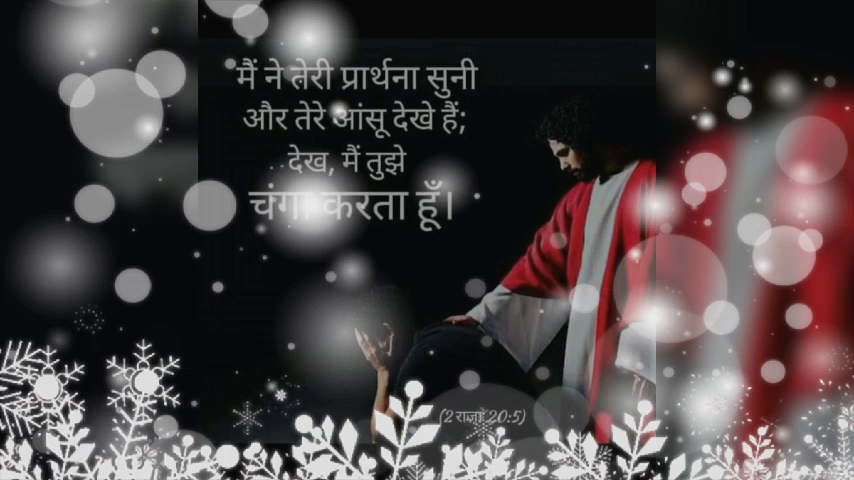 मैं ने तेरी प्रार्थना सुनी
और तेरे आंसू देखे हैं;
देख, मैं तुझे
चंगा करता हूँ।
(2 राजा 20:5)